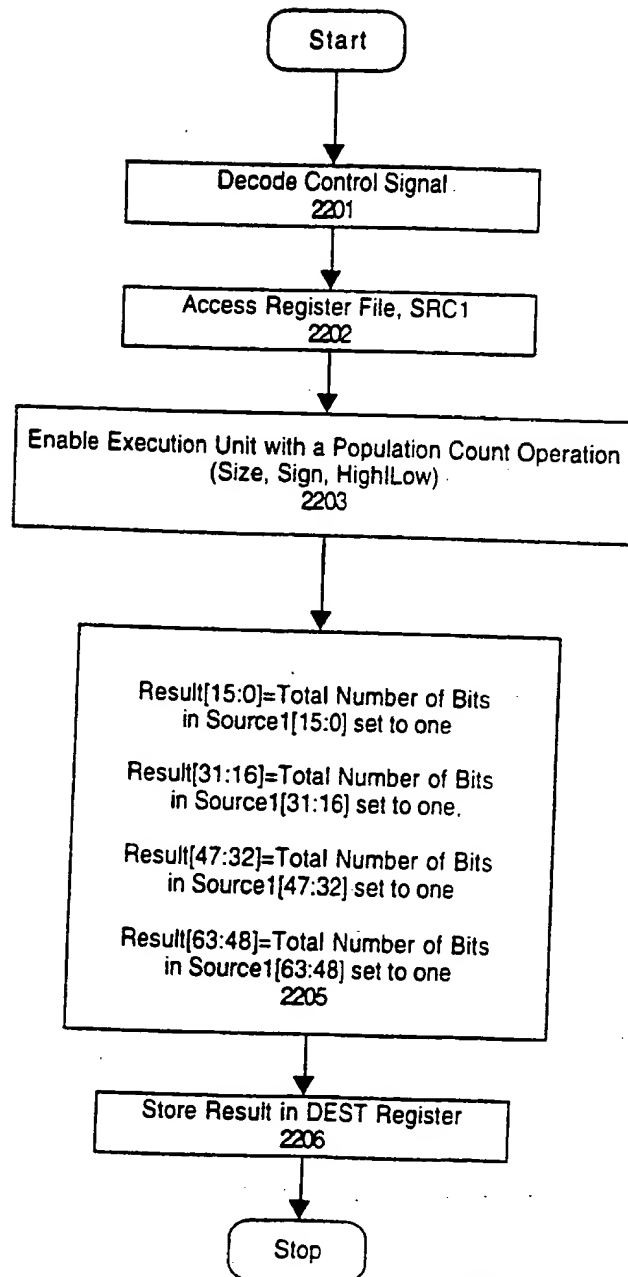 Start
Decode Control Signal
2201
Access Register File, SRC1
2202
Enable Execution Unit with a Population Count Operation
(Size, Sign, High|Low)
2203
Result[15:0]=Total Number of Bits
in Source1[15:0] set to one
Result[31:16]=Total Number of Bits
in Source1[31:16] set to one.
Result[47:32]=Total Number of Bits
in Source1[47:32] set to one
Result[63:48]=Total Number of Bits
in Source1[63:48] set to one
2205
Store Result in DEST Register
2206
Stop